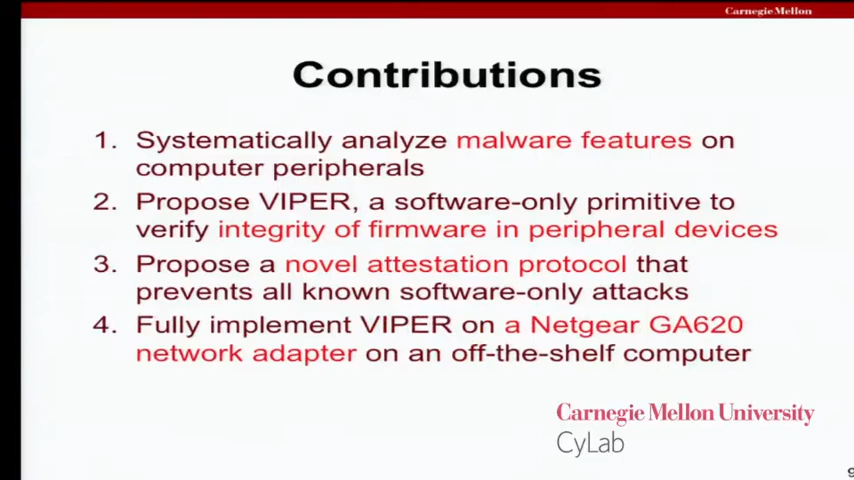 Carnegie Mellon
Contributions
1. Systematically analyze malware features on
computer peripherals
2. Propose VIPER, a software-only primitive to
verify integrity of firmware in peripheral devices
3. Propose a novel attestation protocol that
prevents all known software-only attacks
4. Fully implement VIPER on a Netgear GA620
network adapter on an off-the-shelf computer
Carnegie Mellon University
CyLab
9